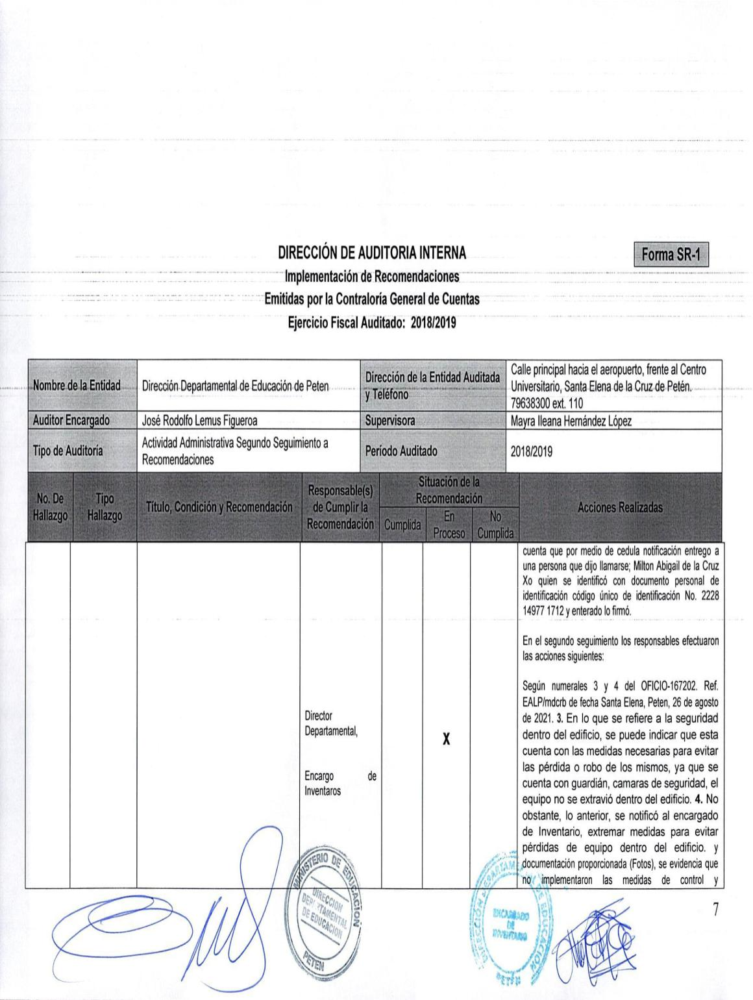 DIRECCIÓN DE AUDITORIA INTERNA
Forma SR-1
Implementación de Recomendaciones
Emitidas por la Contraloría General de Cuentas
Ejercicio Fiscal Auditado: 2018/2019
Nombre de la Entidad
Dirección Departamental de Educación de Peten
Dirección de la Entidad Auditada
y Teléfono
Calle principal hacia el aeropuerto, frente al Centro
Universitario, Santa Elena de la Cruz de Petén.
79638300 ext. 110
Auditor Encargado
José Rodolfo Lemus Figueroa
Supervisora
Mayra Ileana Hernández López
Tipo de Auditoría
Actividad Administrativa Segundo Seguimiento a
Recomendaciones
Período Auditado
2018/2019
No. De
Hallazgo
Tipo
Hallazgo
Título, Condición y Recomendación
Responsable(s)
de Cumplir la
Recomendación
Situación de la
Recomendación
Cumplida
En
Proceso
No
Cumplida
Acciones Realizadas
cuenta que por medio de cedula notificación entrego a
una persona que dijo llamarse; Milton Abigail de la Cruz
Xo quien se identificó con documento personal de
identificación código único de identificación No. 2228
14977 1712 y enterado lo firmó.
En el segundo seguimiento los responsables efectuaron
las acciones siguientes:
Director
Departamental,
Encargo de
Inventaros
X
Según numerales 3 y 4 del OFICIO-167202. Ref.
EALP/mdcrb de fecha Santa Elena, Peten, 26 de agosto
de 2021. 3. En lo que se refiere a la seguridad
dentro del edificio, se puede indicar que esta
cuenta con las medidas necesarias para evitar
las pérdida o robo de los mismos, ya que se
cuenta con guardián, camaras de seguridad, el
equipo no se extravió dentro del edificio. 4. No
obstante, lo anterior, se notificó al encargado
de Inventario, extremar medidas para evitar
pérdidas de equipo dentro del edificio. y
documentación proporcionada (Fotos), se evidencia que
no implementaron las medidas de control y
MINISTERIO DE EDUCACIÓN
DIRECCION
DEPARTAMENTAL
DE EDUCACION
PETEN
DIRECCIÓN DEPARTAMENTAL DE EDUCACION
ENCARGADO
DE
INVENTARIO
PETEN
7